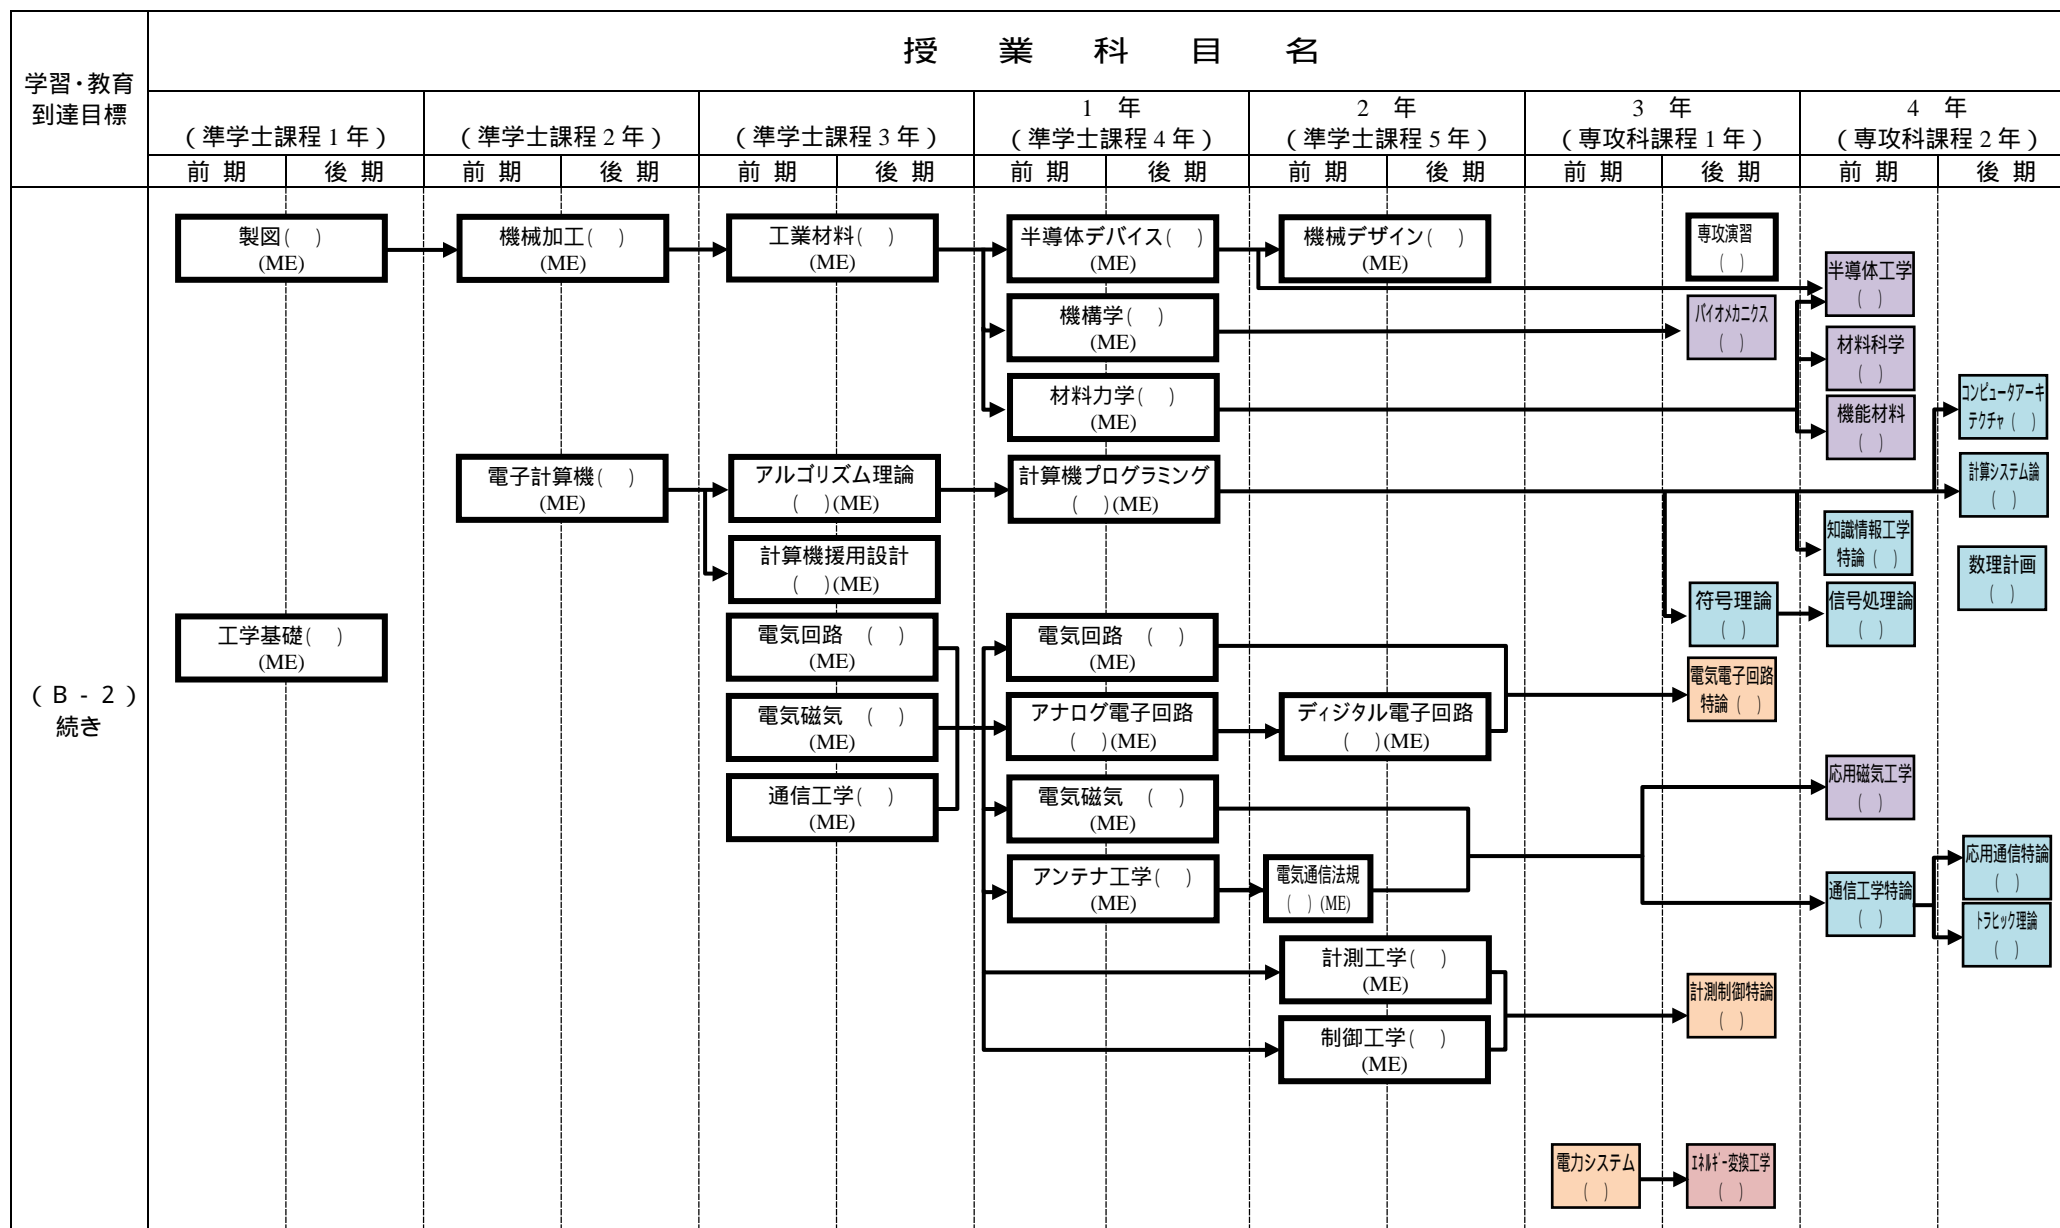 授 業 科 目 名
学習・教育
到達目標
1 年
2 年
3 年
4 年
(準学士課程1年)
(準学士課程2年)
(準学士課程3年)
(準学士課程4年)
(準学士課程5年)
(専攻科課程1年)
(専攻科課程2年)
前 期
後 期
前 期
後 期
前 期
後 期
前 期
後 期
前 期
後 期
前 期
後 期
前 期
後 期
(B-2)
続き
製図( )
(ME)
機械加工( )
(ME)
工業材料( )
(ME)
半導体デバイス( )
(ME)
機械デザイン( )
(ME)
専攻演習
( )
半導体工学
( )
機構学( )
(ME)
バイオメカニクス
( )
材料科学
( )
材料力学( )
(ME)
機能材料
( )
コンピュータアーキ
テクチャ( )
電子計算機( )
(ME)
アルゴリズム理論
( )(ME)
計算機プログラミング
( )(ME)
計算システム論
( )
計算機援用設計
( )(ME)
知識情報工学
特論( )
数理計画
( )
符号理論
( )
信号処理論
( )
工学基礎( )
(ME)
電気回路 ( )
(ME)
電気回路 ( )
(ME)
電気電子回路
特論( )
電気磁気 ( )
(ME)
アナログ電子回路
( )(ME)
ディジタル電子回路
( )(ME)
通信工学( )
(ME)
電気磁気 ( )
(ME)
応用磁気工学
( )
アンテナ工学( )
(ME)
電気通信法規
( )(ME)
通信工学特論
( )
応用通信特論
( )
トラヒック理論
( )
計測工学( )
(ME)
計測制御特論
( )
制御工学( )
(ME)
電力システム
( )
エネルギー変換工学
( )